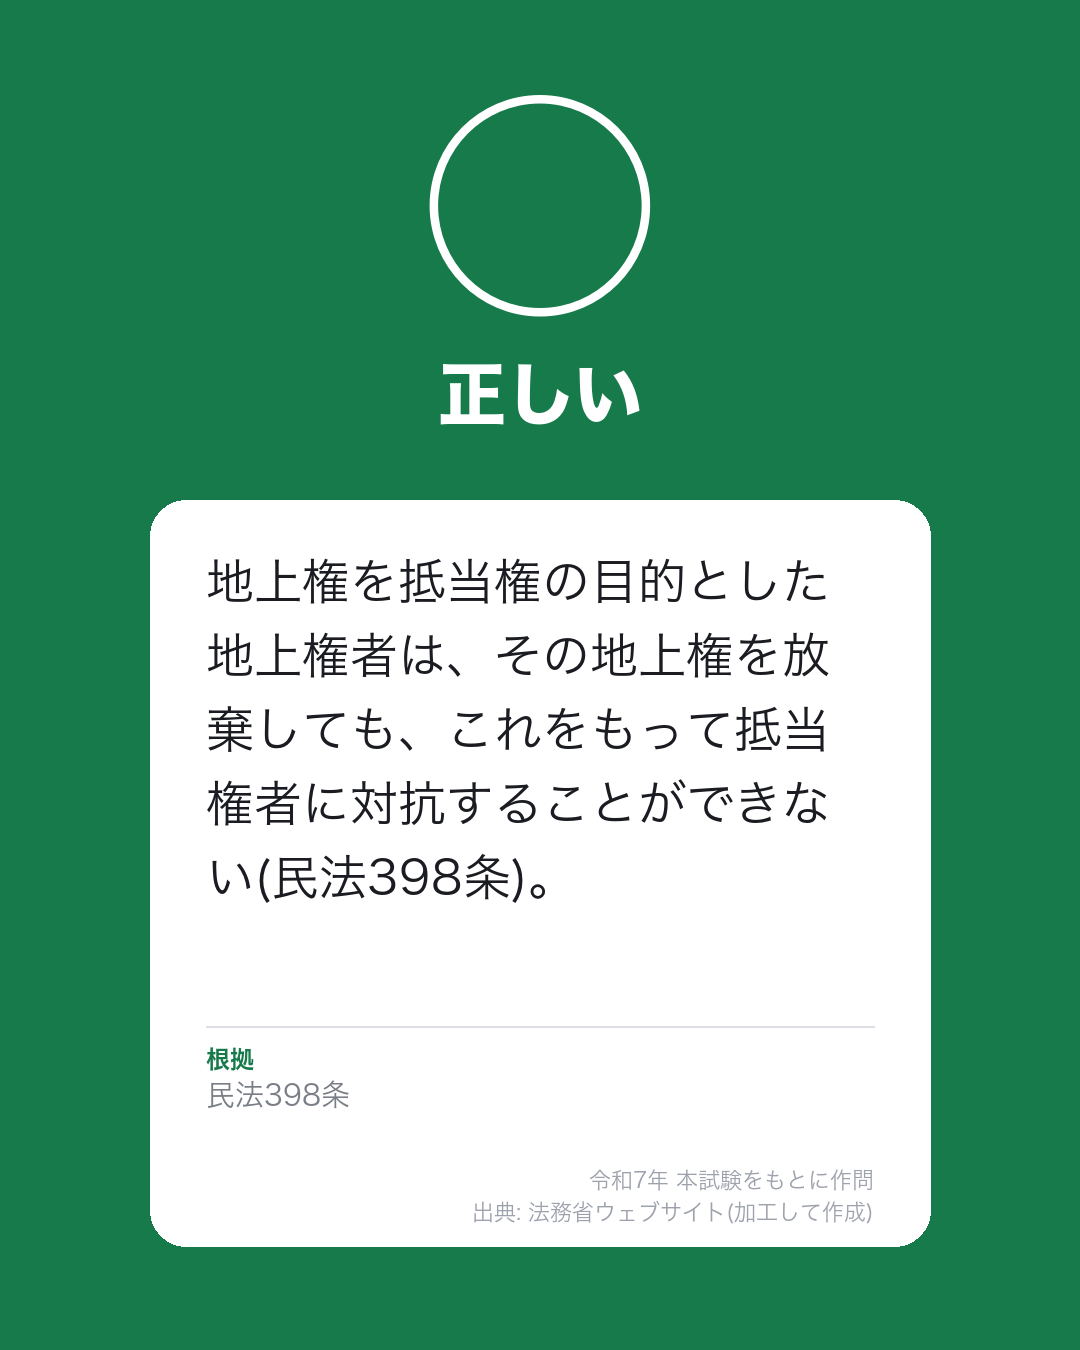 正しい
地上権を抵当権の目的とした
地上権者は、その地上権を放
棄しても、これをもって抵当
権者に対抗することができな
い(民法398条)。
根拠
民法398条
令和7年 本試験をもとに作問
出典: 法務省ウェブサイト(加工して作成)